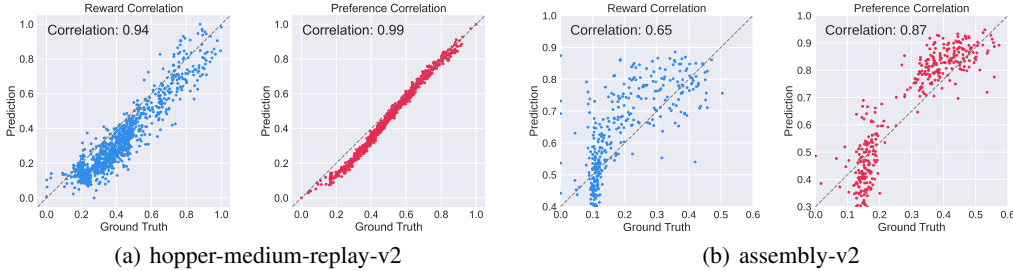 Reward Correlation
Correlation: 0.94
1.0
0.8
0.6
0.4
0.2
0.0
Prediction
0.0 0.2 0.4 0.6 0.8 1.0
Ground Truth
Preference Correlation
Correlation: 0.99
1.0
0.8
0.6
0.4
0.2
0.0
Prediction
0.0 0.2 0.4 0.6 0.8 1.0
Ground Truth
(a) hopper-medium-replay-v2
Reward Correlation
Correlation: 0.65
1.0
0.9
0.8
0.7
0.6
0.5
0.4
Prediction
0.0 0.1 0.2 0.3 0.4 0.5 0.6
Ground Truth
Preference Correlation
Correlation: 0.87
1.0
0.9
0.8
0.7
0.6
0.5
0.4
0.3
Prediction
0.0 0.1 0.2 0.3 0.4 0.5 0.6
Ground Truth
(b) assembly-v2